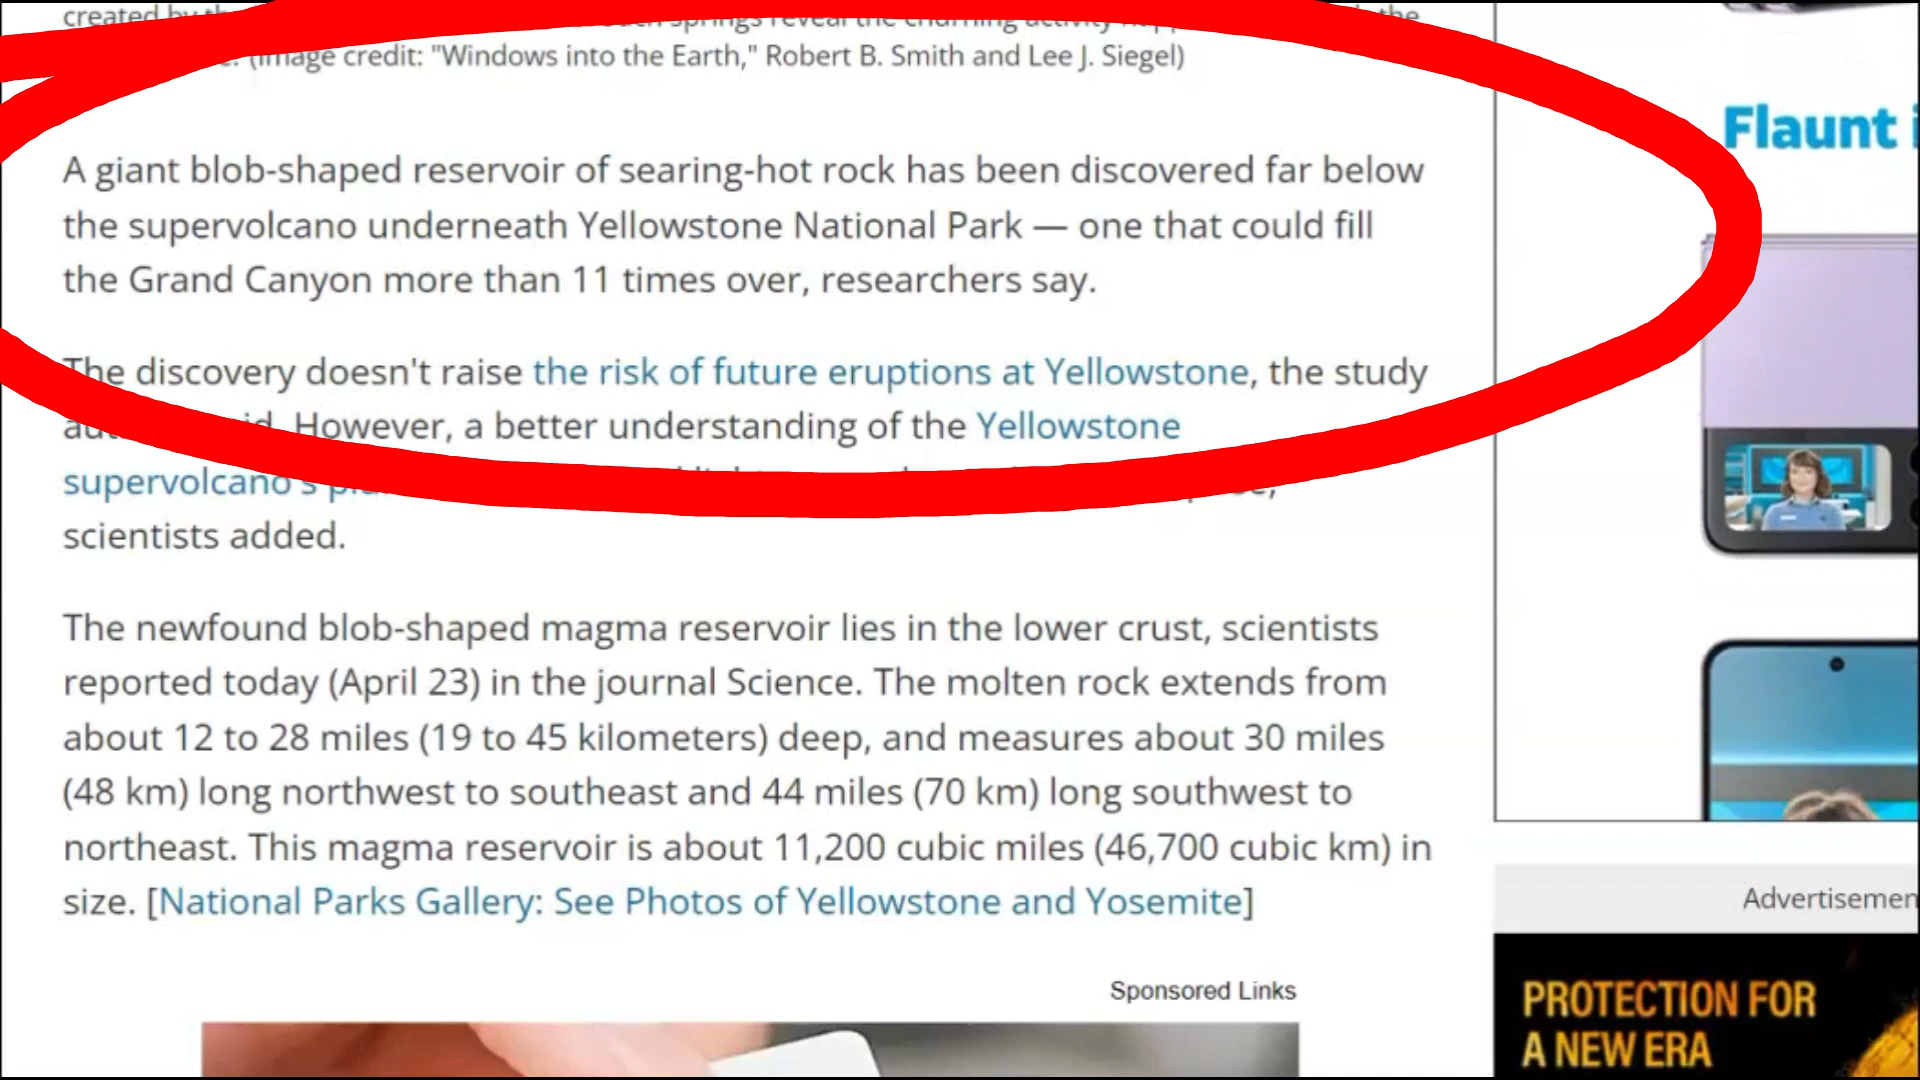 created by the springs reveal the churning activity the
(Image credit: "Windows into the Earth," Robert B. Smith and Lee J. Siegel)
A giant blob-shaped reservoir of searing-hot rock has been discovered far below
the supervolcano underneath Yellowstone National Park — one that could fill
the Grand Canyon more than 11 times over, researchers say.
The discovery doesn't raise the risk of future eruptions at Yellowstone, the study
However, a better understanding of the Yellowstone
supervolcano's
scientists added.
The newfound blob-shaped magma reservoir lies in the lower crust, scientists
reported today (April 23) in the journal Science. The molten rock extends from
about 12 to 28 miles (19 to 45 kilometers) deep, and measures about 30 miles
(48 km) long northwest to southeast and 44 miles (70 km) long southwest to
northeast. This magma reservoir is about 11,200 cubic miles (46,700 cubic km) in
size. [National Parks Gallery: See Photos of Yellowstone and Yosemite]
Sponsored Links
Flaunt
Advertisemen
PROTECTION FOR
A NEW ERA